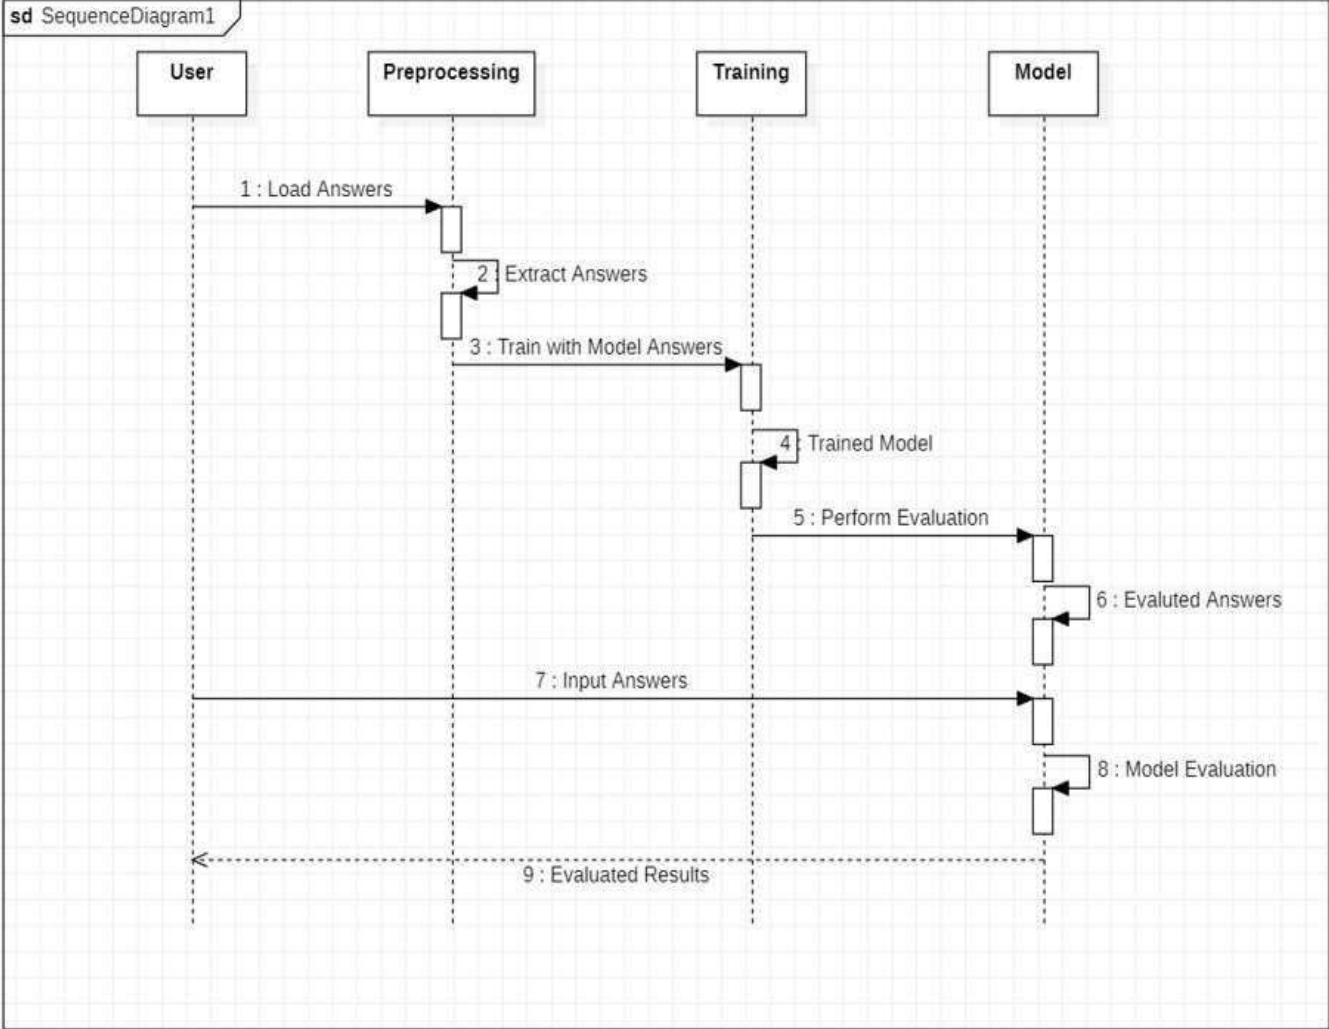 sd SequenceDiagram1
User
Preprocessing
Training
Model
1 : Load Answers
2 : Extract Answers
3 : Train with Model Answers
4 : Trained Model
5 : Perform Evaluation
6 : Evaluted Answers
7 : Input Answers
8 : Model Evaluation
9 : Evaluated Results